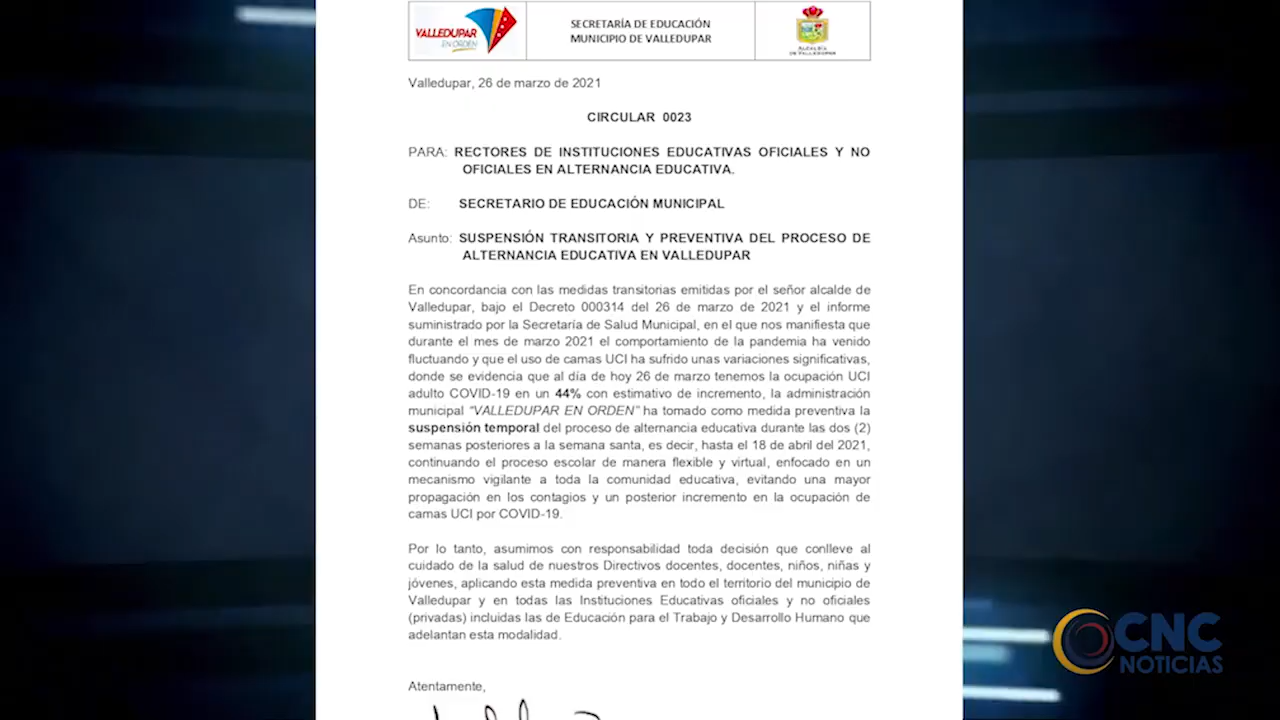 VALLEDUPAR
EN ORDEN
SECRETARÍA DE EDUCACIÓN
MUNICIPIO DE VALLEDUPAR
ALCALDÍA
DE VALLEDUPAR
Valledupar, 26 de marzo de 2021
CIRCULAR 0023
PARA: RECTORES DE INSTITUCIONES EDUCATIVAS OFICIALES Y NO
OFICIALES EN ALTERNANCIA EDUCATIVA.
DE: SECRETARIO DE EDUCACIÓN MUNICIPAL
Asunto: SUSPENSIÓN TRANSITORIA Y PREVENTIVA DEL PROCESO DE
ALTERNANCIA EDUCATIVA EN VALLEDUPAR
En concordancia con las medidas transitorias emitidas por el señor alcalde de
Valledupar, bajo el Decreto 000314 del 26 de marzo de 2021 y el informe
suministrado por la Secretaría de Salud Municipal, en el que nos manifiesta que
durante el mes de marzo 2021 el comportamiento de la pandemia ha venido
fluctuando y que el uso de camas UCI ha sufrido unas variaciones significativas,
donde se evidencia que al día de hoy 26 de marzo tenemos la ocupación UCI
adulto COVID-19 en un 44% con estimativo de incremento, la administración
municipal “VALLEDUPAR EN ORDEN” ha tomado como medida preventiva la
suspensión temporal del proceso de alternancia educativa durante las dos (2)
semanas posteriores a la semana santa, es decir, hasta el 18 de abril del 2021,
continuando el proceso escolar de manera flexible y virtual, enfocado en un
mecanismo vigilante a toda la comunidad educativa, evitando una mayor
propagación en los contagios y un posterior incremento en la ocupación de
camas UCI por COVID-19.
Por lo tanto, asumimos con responsabilidad toda decisión que conlleve al
cuidado de la salud de nuestros Directivos docentes, docentes, niños, niñas y
jóvenes, aplicando esta medida preventiva en todo el territorio del municipio de
Valledupar y en todas las Instituciones Educativas oficiales y no oficiales
(privadas) incluidas las de Educación para el Trabajo y Desarrollo Humano que
adelantan esta modalidad.
Atentamente,
CNC
NOTICIAS